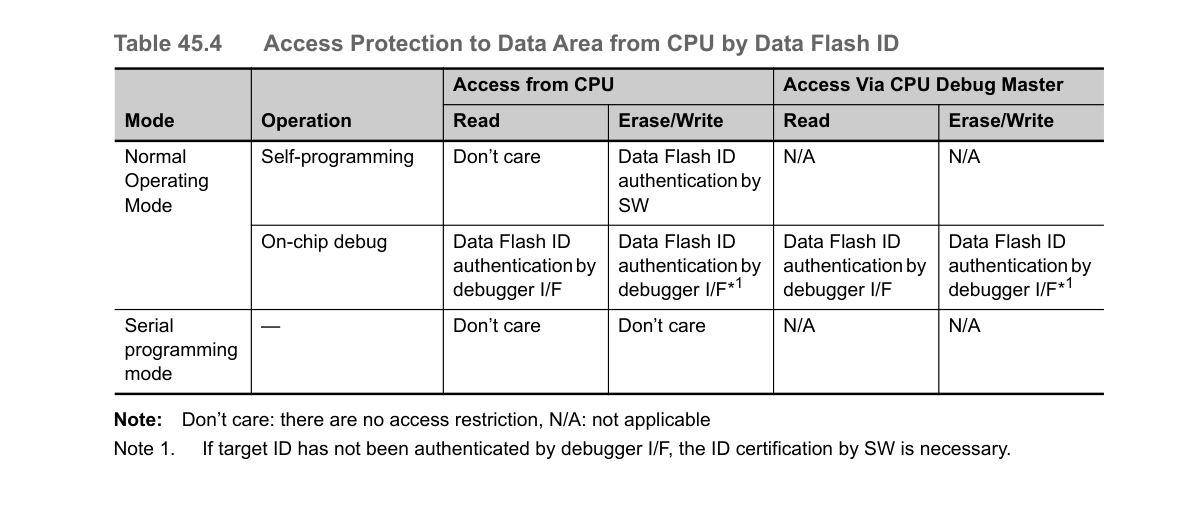 Table 45.4 Access Protection to Data Area from CPU by Data Flash ID
Access from CPU Access Via CPU Debug Master
Mode Operation Read Erase/Write Read Erase/Write
Normal Operating Mode
Self-programming
Don't care
Data Flash ID authentication by SW
N/A
N/A
On-chip debug
Data Flash ID authentication by debugger I/F
Data Flash ID authentication by debugger I/F*1
Data Flash ID authentication by debugger I/F
Data Flash ID authentication by debugger I/F*1
Serial programming mode
—
Don't care
Don't care
N/A
N/A
Note: Don't care: there are no access restriction, N/A: not applicable
Note 1. If target ID has not been authenticated by debugger I/F, the ID certification by SW is necessary.